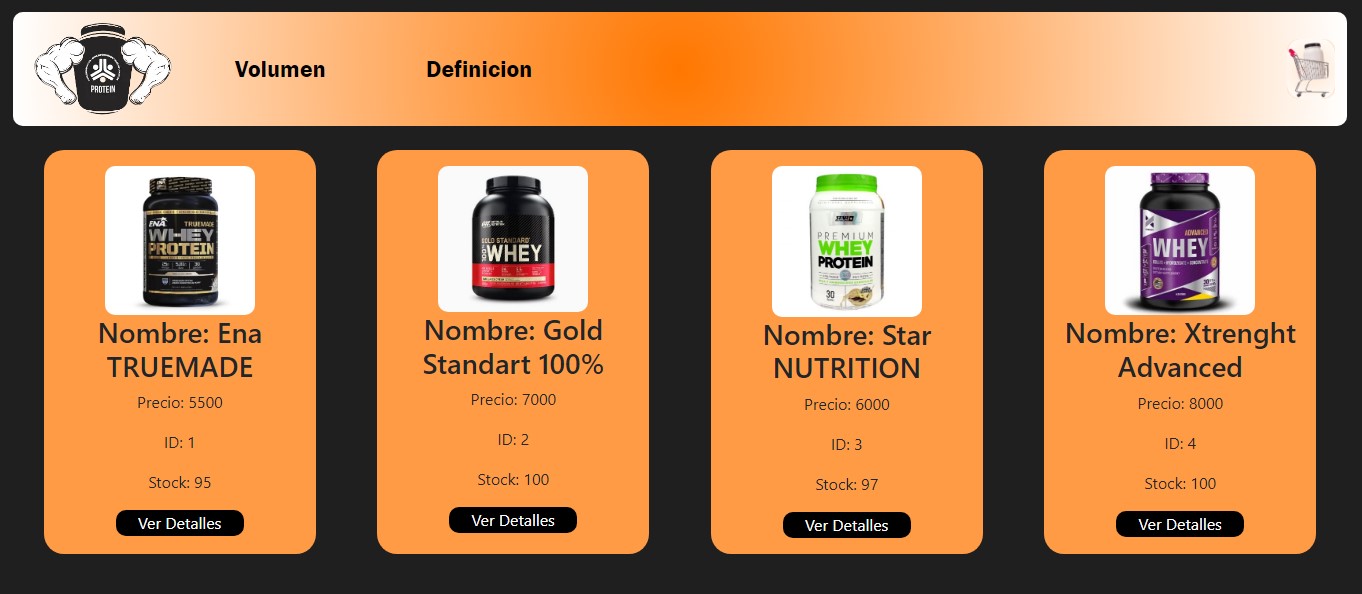 PROTEIN
Volumen
Definicion
ENA
TRUEMADE
WHEY
PROTEIN
Nombre: Ena
TRUEMADE
Precio: 5500
ID: 1
Stock: 95
Ver Detalles
GOLD STANDARD
100%
WHEY
Nombre: Gold
Standart 100%
Precio: 7000
ID: 2
Stock: 100
Ver Detalles
PREMIUM
WHEY
PROTEIN
30
Nombre: Star
NUTRITION
Precio: 6000
ID: 3
Stock: 97
Ver Detalles
ADVANCED
WHEY
Nombre: Xtrenght
Advanced
Precio: 8000
ID: 4
Stock: 100
Ver Detalles